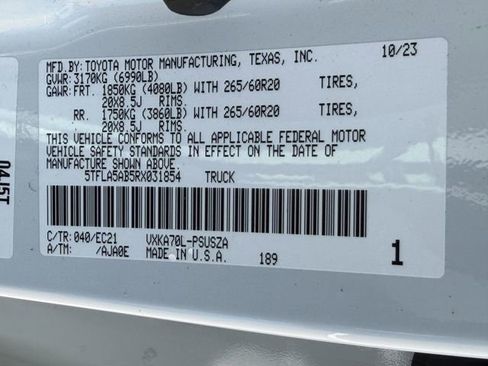 MFD.BY: TOYOTA MOTOR MANUFACTURING, TEXAS, INC. 10/23
GVWR: 3170KG (6990LB)
GAWR: FRT. 1850KG (4080LB) WITH 265/60R20 TIRES,
20X8.5J RIMS.
RR. 1750KG (3860LB) WITH 265/60R20 TIRES,
20X8.5J RIMS.
THIS VEHICLE CONFORMS TO ALL APPLICABLE FEDERAL MOTOR
VEHICLE SAFETY STANDARDS IN EFFECT ON THE DATE OF
MANUFACTURE SHOWN ABOVE.
5TFLA5AB5RX031854 TRUCK
C/TR: 040/EC21 VXKA70L-PSUSZA
A/TM: /AJA0E MADE IN U.S.A. 189 1
04J5T